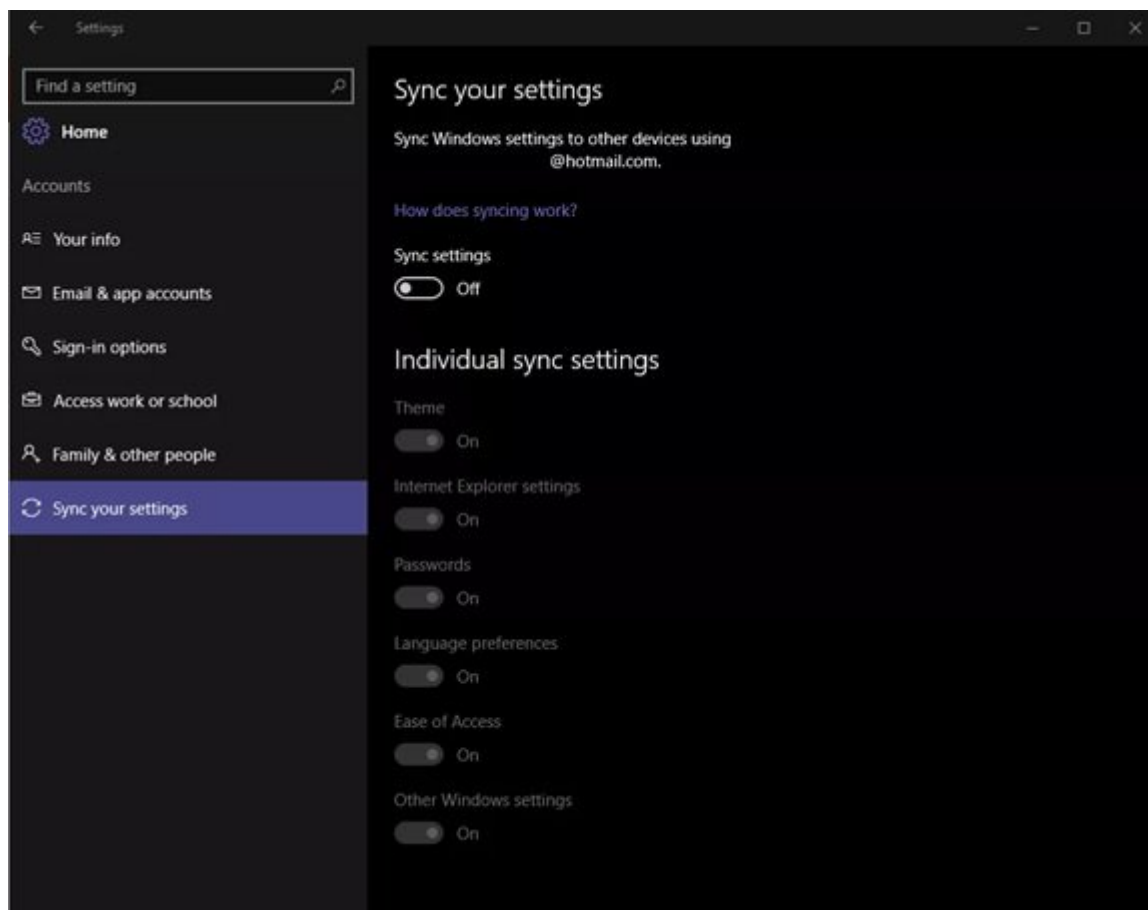 Settings
Find a setting
Home
Accounts
Your info
Email & app accounts
Sign-in options
Access work or school
Family & other people
Sync your settings
Sync your settings
Sync Windows settings to other devices using
@hotmail.com.
How does syncing work?
Sync settings
Off
Individual sync settings
Theme
On
Internet Explorer settings
On
Passwords
On
Language preferences
On
Ease of Access
On
Other Windows settings
On